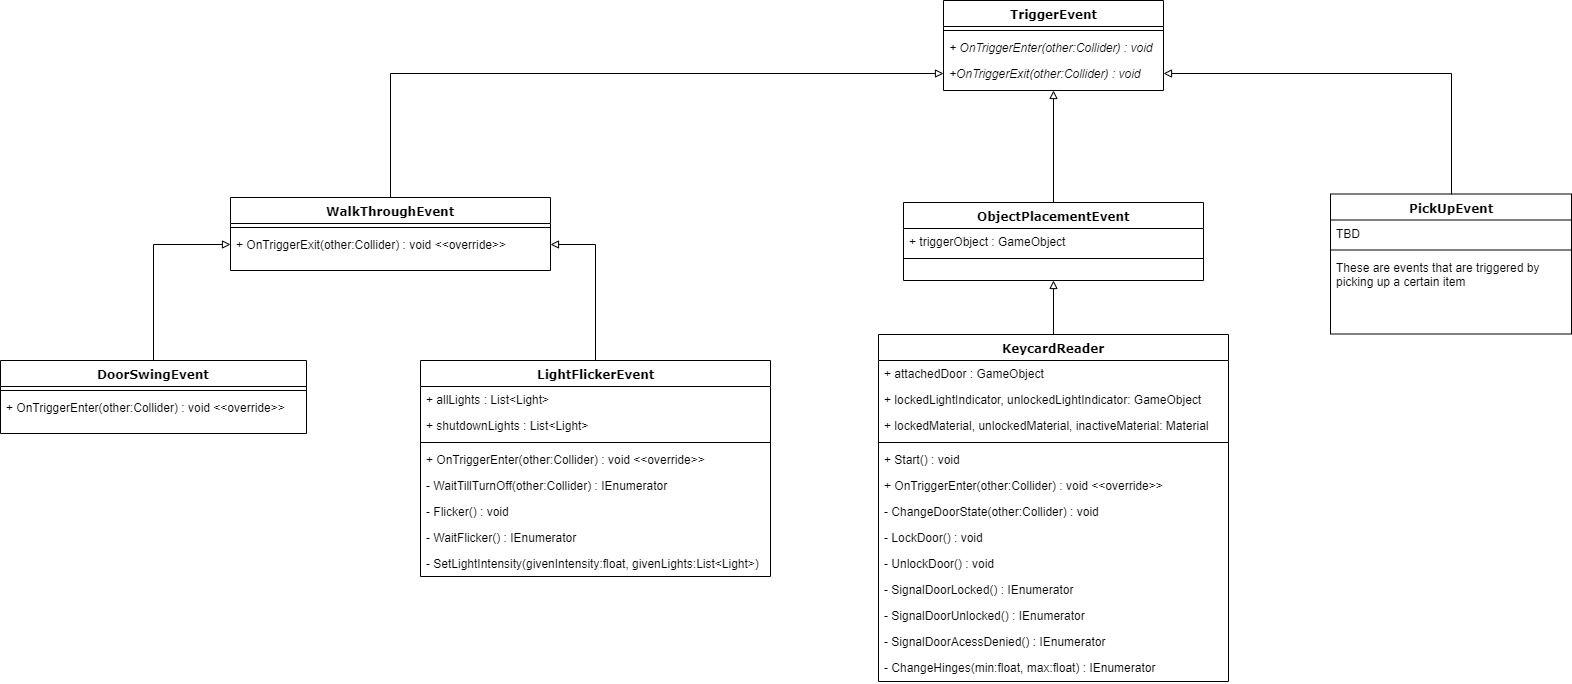 TriggerEvent
+ OnTriggerEnter(other:Collider) : void
+OnTriggerExit(other:Collider) : void
WalkThroughEvent
+ OnTriggerExit(other:Collider) : void <<override>>
ObjectPlacementEvent
+ triggerObject : GameObject
PickUpEvent
TBD
These are events that are triggered by
picking up a certain item
DoorSwingEvent
+ OnTriggerEnter(other:Collider) : void <<override>>
LightFlickerEvent
+ allLights : List<Light>
+ shutdownLights : List<Light>
+ OnTriggerEnter(other:Collider) : void <<override>>
- WaitTillTurnOff(other:Collider) : IEnumerator
- Flicker() : void
- WaitFlicker() : IEnumerator
- SetLightIntensity(givenIntensity:float, givenLights:List<Light>)
KeycardReader
+ attachedDoor : GameObject
+ lockedLightIndicator, unlockedLightIndicator: GameObject
+ lockedMaterial, unlockedMaterial, inactiveMaterial: Material
+ Start() : void
+ OnTriggerEnter(other:Collider) : void <<override>>
- ChangeDoorState(other:Collider) : void
- LockDoor() : void
- UnlockDoor() : void
- SignalDoorLocked() : IEnumerator
- SignalDoorUnlocked() : IEnumerator
- SignalDoorAcessDenied() : IEnumerator
- ChangeHinges(min:float, max:float) : IEnumerator